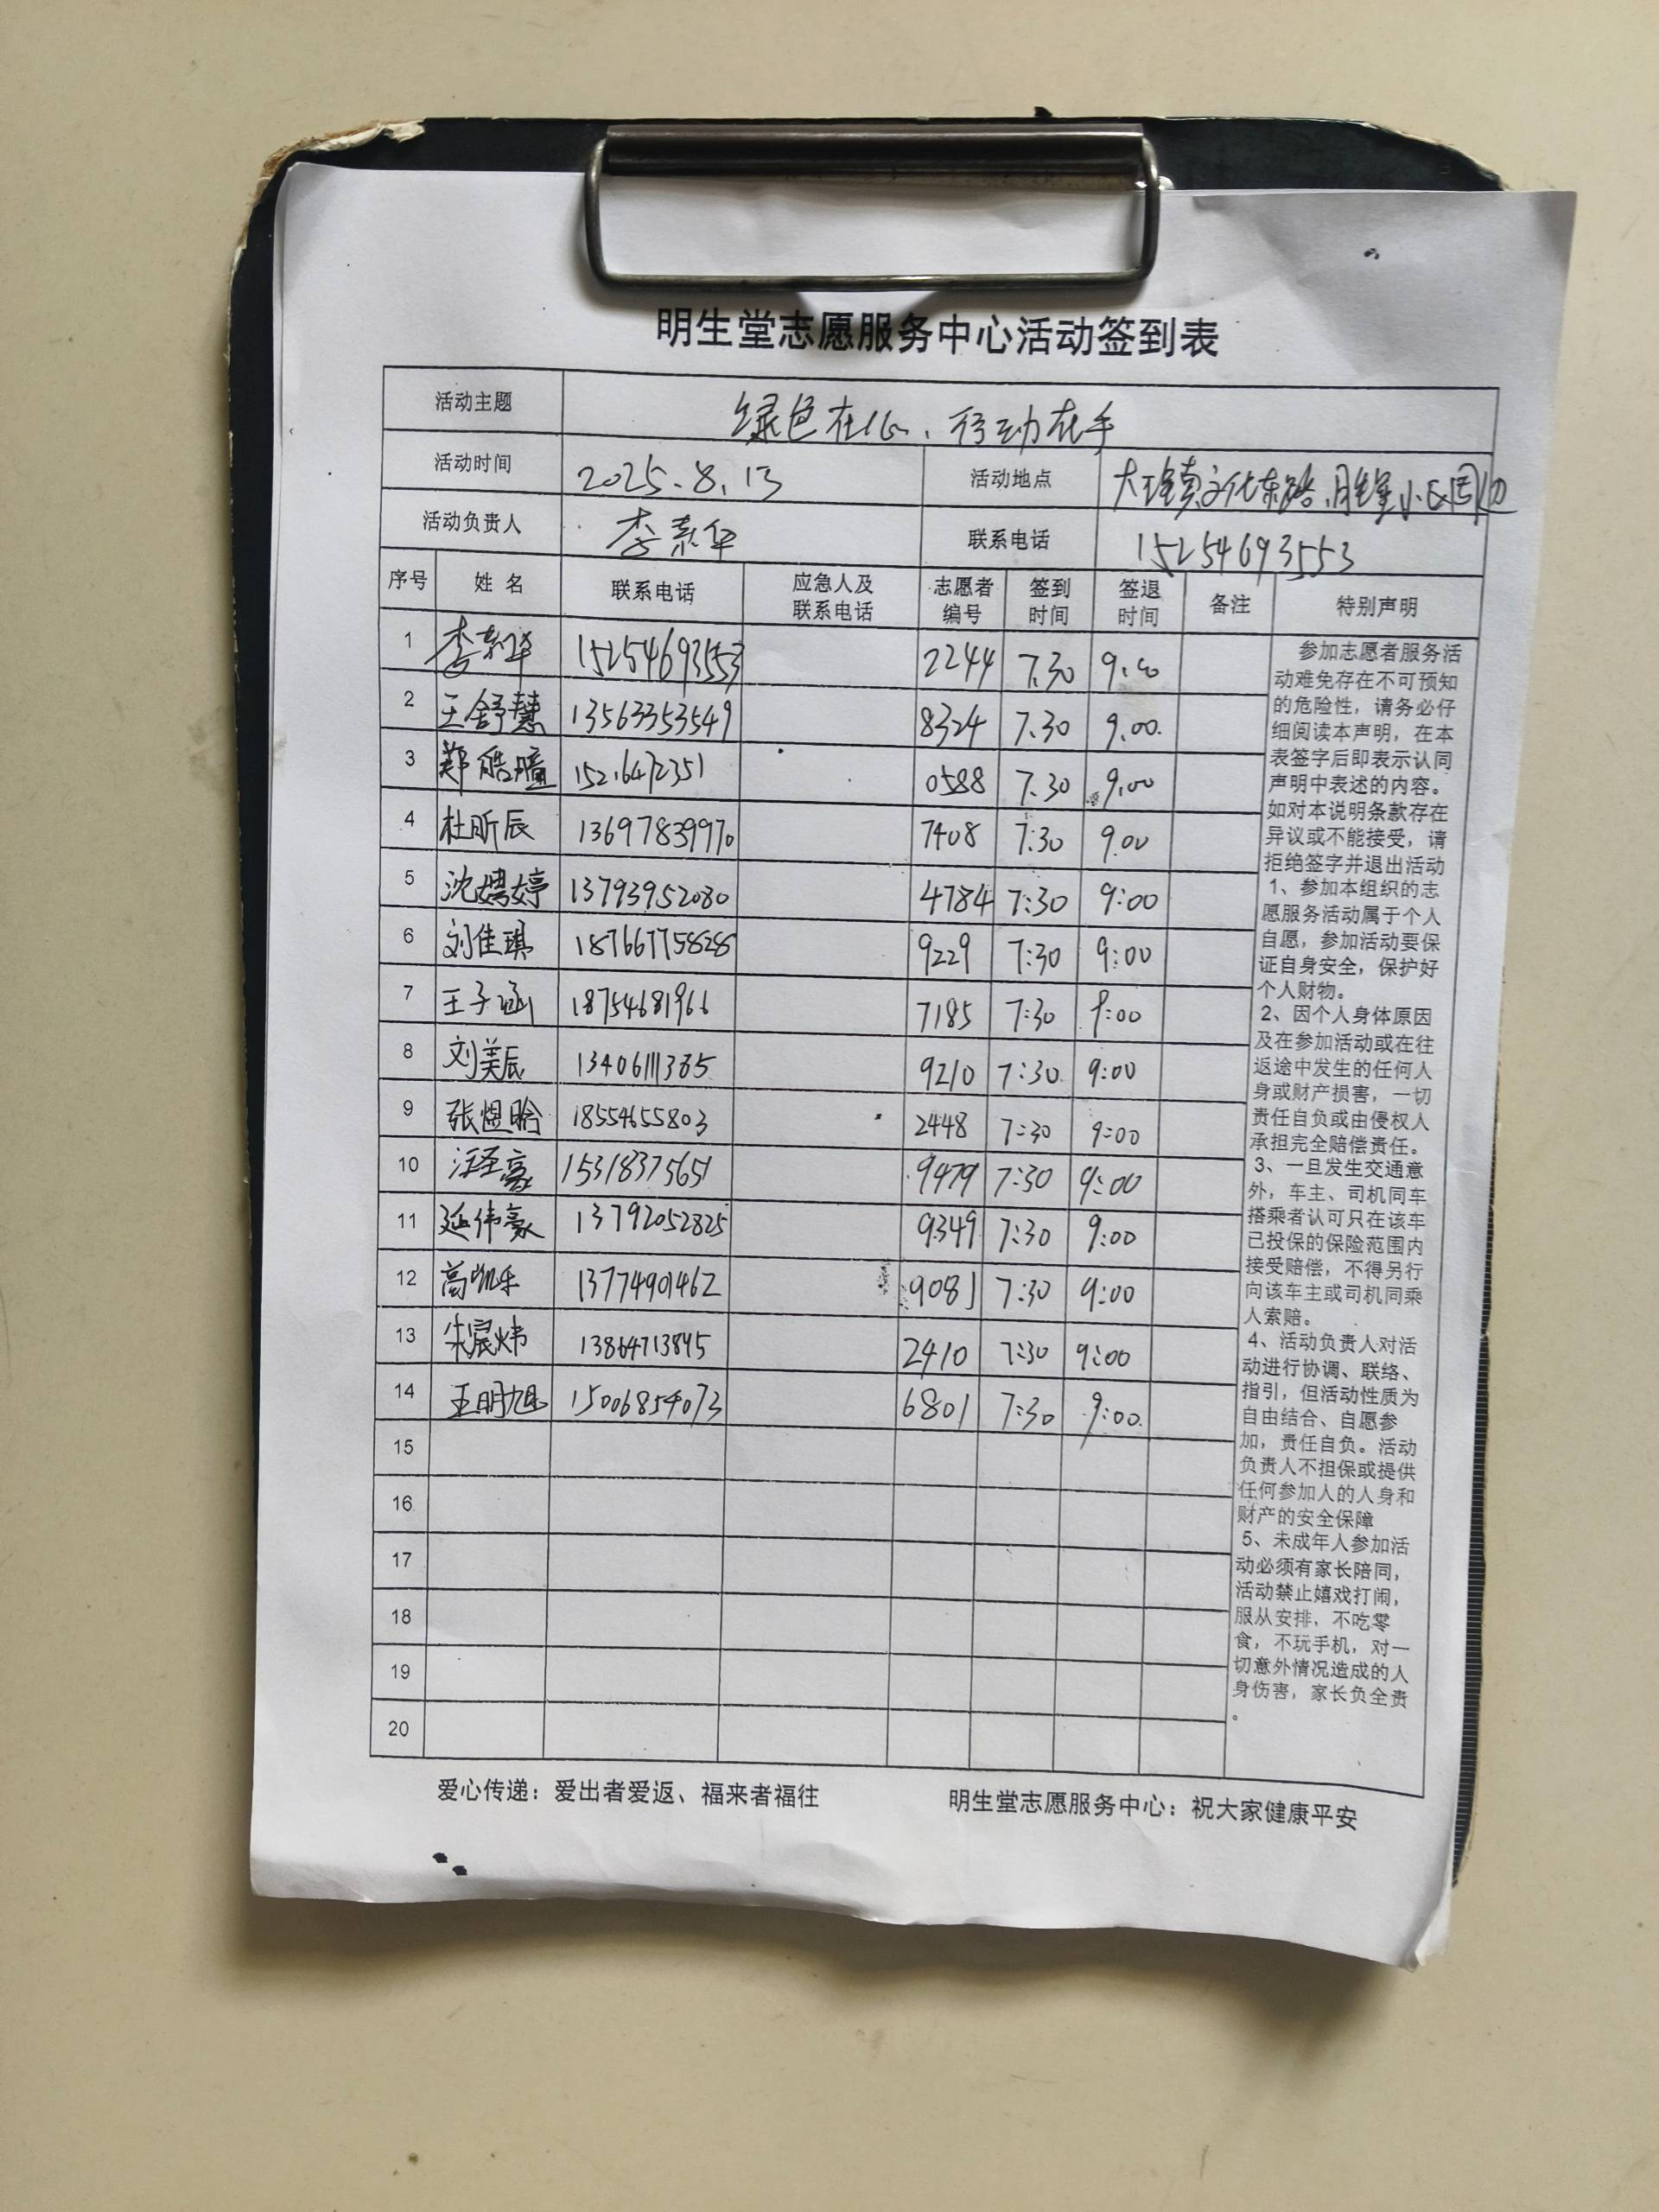 明生堂志愿服务中心活动签到表
活动主题 绿色在心、行动在手
活动时间 2025.8.13 活动地点 大王镇文化东路、小区周边
活动负责人 李素华 联系电话 15254693553
序号 姓名 联系电话 应急人及联系电话 志愿者编号 签到时间 签退时间 备注 特别声明
1 李素华 15254693553 2244 7.30 9.00
2 王舒慧 13563353549 8324 7.30 9.00.
3 郑皓瞳 0588 7.30 9.00
4 杜昕辰 13697839970 7408 7:30 9.00
5 沈娉婷 13793952080 4784 7:30 9:00
6 刘佳琪 18766775828 9229 7:30 9:00
7 王子涵 18754681966 7185 7:30 9:00
8 刘美辰 13406111385 9210 7:30 9:00
9 张煜晗 18554655803 2448 7:30 9:00
10 汪圣豪 15318375651 9479 7:30 9:00
11 延伟豪 13792052825 9349 7:30 9:00
12 高凯乐 13774901462 9081 7:30 9:00
13 朱宸炜 13864713845 2410 7:30 9:00
14 王明旭 15006854073 6801 7:30 9:00.
15
16
17
18
19
20
参加志愿者服务活
动难免存在不可预知
的危险性，请务必仔
细阅读本声明，在本
表签字后即表示认同
声明中表述的内容。
如对本说明条款存在
异议或不能接受，请
拒绝签字并退出活动
1、参加本组织的志
愿服务活动属于个人
自愿，参加活动要保
证自身安全，保护好
个人财物。
2、因个人身体原因
及在参加活动或在往
返途中发生的任何人
身或财产损害，一切
责任自负或由侵权人
承担完全赔偿责任。
3、一旦发生交通意
外，车主、司机同车
搭乘者认可只在该车
已投保的保险范围内
接受赔偿，不得另行
向该车主或司机同乘
人索赔。
4、活动负责人对活
动进行协调、联络、
指引，但活动性质为
自由结合、自愿参
加，责任自负。活动
负责人不担保或提供
任何参加人的人身和
财产的安全保障
5、未成年人参加活
动必须有家长陪同，
活动禁止嬉戏打闹，
服从安排，不吃零
食，不玩手机，对一
切意外情况造成的人
身伤害，家长负全责
。
爱心传递：爱出者爱返、福来者福往 明生堂志愿服务中心：祝大家健康平安